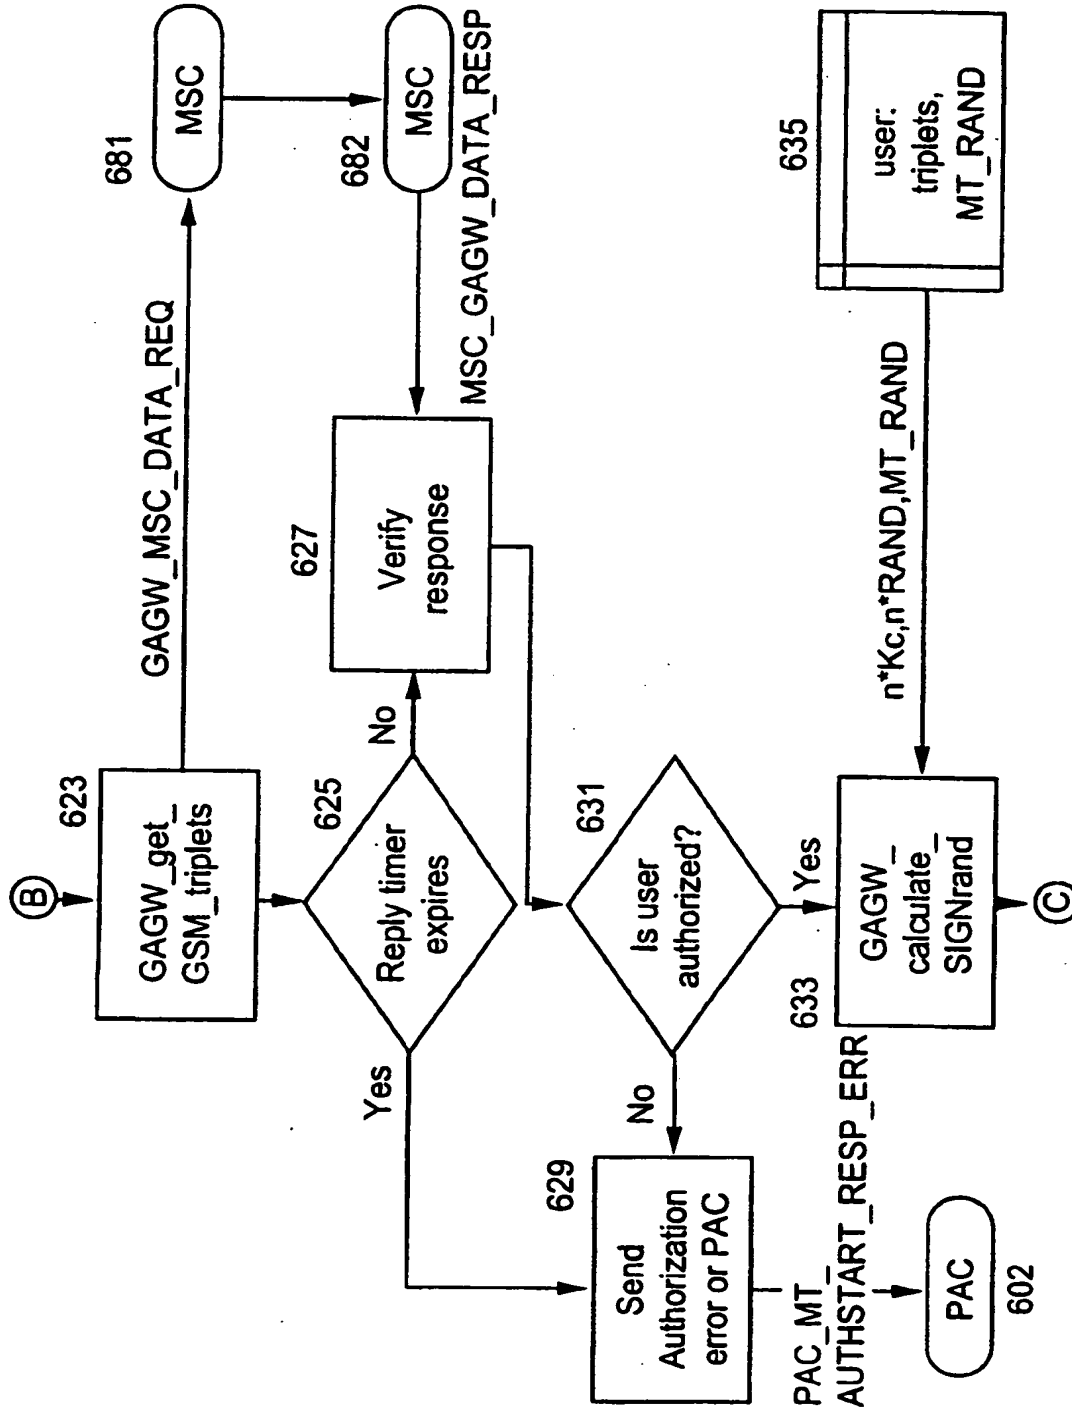 B
623
GAGW_get_
GSM_triplets
GAGW_MSC_DATA_REQ
681
MSC
682
MSC
MSC_GAGW_DATA_RESP
625
Reply timer
expires
No
Yes
627
Verify
response
631
Is user
authorized?
No
Yes
629
Send
Authorization
error or PAC
PAC_MT_
AUTHSTART_RESP_ERR
PAC
602
633
GAGW_
calculate_
SIGNrand
n*Kc,n*RAND,MT_RAND
635
user:
triplets,
MT_RAND
C